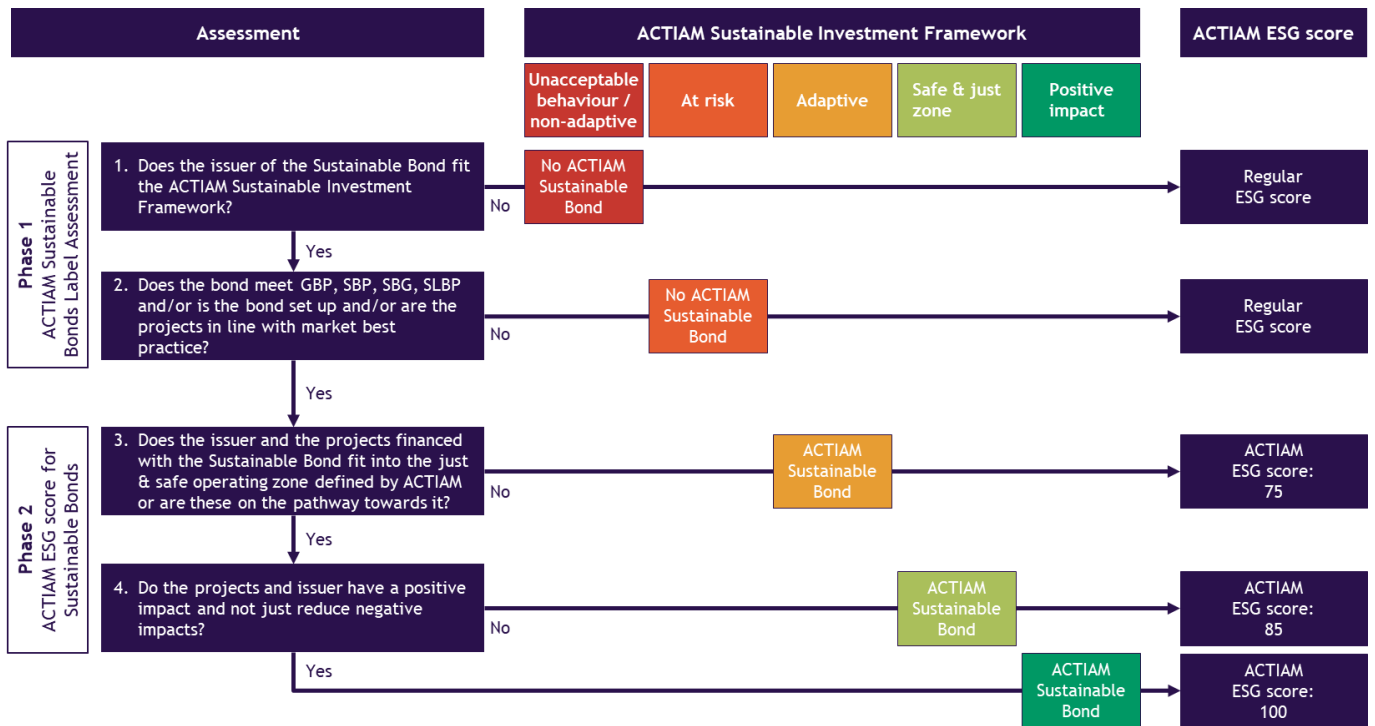 Assessment
ACTIAM Sustainable Investment Framework
ACTIAM ESG score
Unacceptable
behaviour /
non-adaptive
At risk
Adaptive
Safe & just
zone
Positive
impact
Phase 1
ACTIAM Sustainable
Bonds Label Assessment
1. Does the issuer of the Sustainable Bond fit
the ACTIAM Sustainable Investment
Framework?
No
No ACTIAM
Sustainable
Bond
Regular
ESG score
Yes
2. Does the bond meet GBP, SBP, SBG, SLBP
and/or is the bond set up and/or are the
projects in line with market best
practice?
No
No ACTIAM
Sustainable
Bond
Regular
ESG score
Yes
Phase 2
ACTIAM ESG score for
Sustainable Bonds
3. Does the issuer and the projects financed
with the Sustainable Bond fit into the just
& safe operating zone defined by ACTIAM
or are these on the pathway towards it?
No
ACTIAM
Sustainable
Bond
ACTIAM
ESG score:
75
Yes
4. Do the projects and issuer have a positive
impact and not just reduce negative
impacts?
No
ACTIAM
Sustainable
Bond
ACTIAM
ESG score:
85
Yes
ACTIAM
Sustainable
Bond
ACTIAM
ESG score:
100